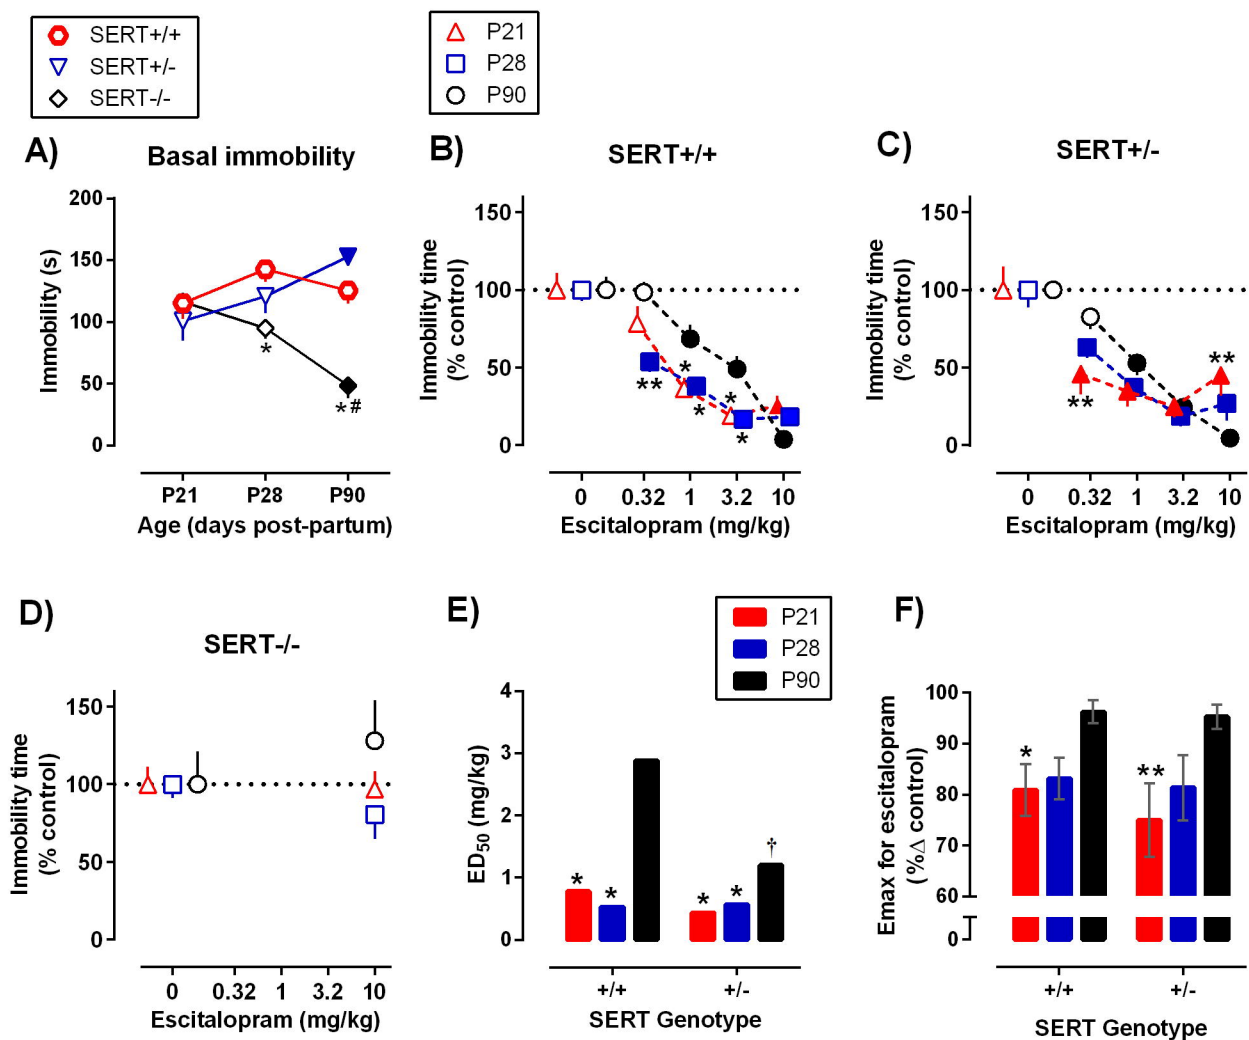 SERT+/+
SERT+/-
SERT-/-
P21
P28
P90
A)
Basal immobility
200
150
100
50
0
Immobility (s)
*
*#
P21
P28
P90
Age (days post-partum)
B)
SERT+/+
150
100
50
0
Immobility time
(% control)
**
*
*
*
*
0
0.32
1
3.2
10
Escitalopram (mg/kg)
C)
SERT+/-
150
100
50
0
Immobility time
(% control)
**
**
0
0.32
1
3.2
10
Escitalopram (mg/kg)
D)
SERT-/-
150
100
50
0
Immobility time
(% control)
0
0.32
1
3.2
10
Escitalopram (mg/kg)
E)
P21
P28
P90
4
3
2
1
0
ED50 (mg/kg)
*
*
*
*
†
+/+
+/-
SERT Genotype
F)
100
90
80
70
60
0
Emax for escitalopram
(%Δ control)
*
**
+/+
+/-
SERT Genotype